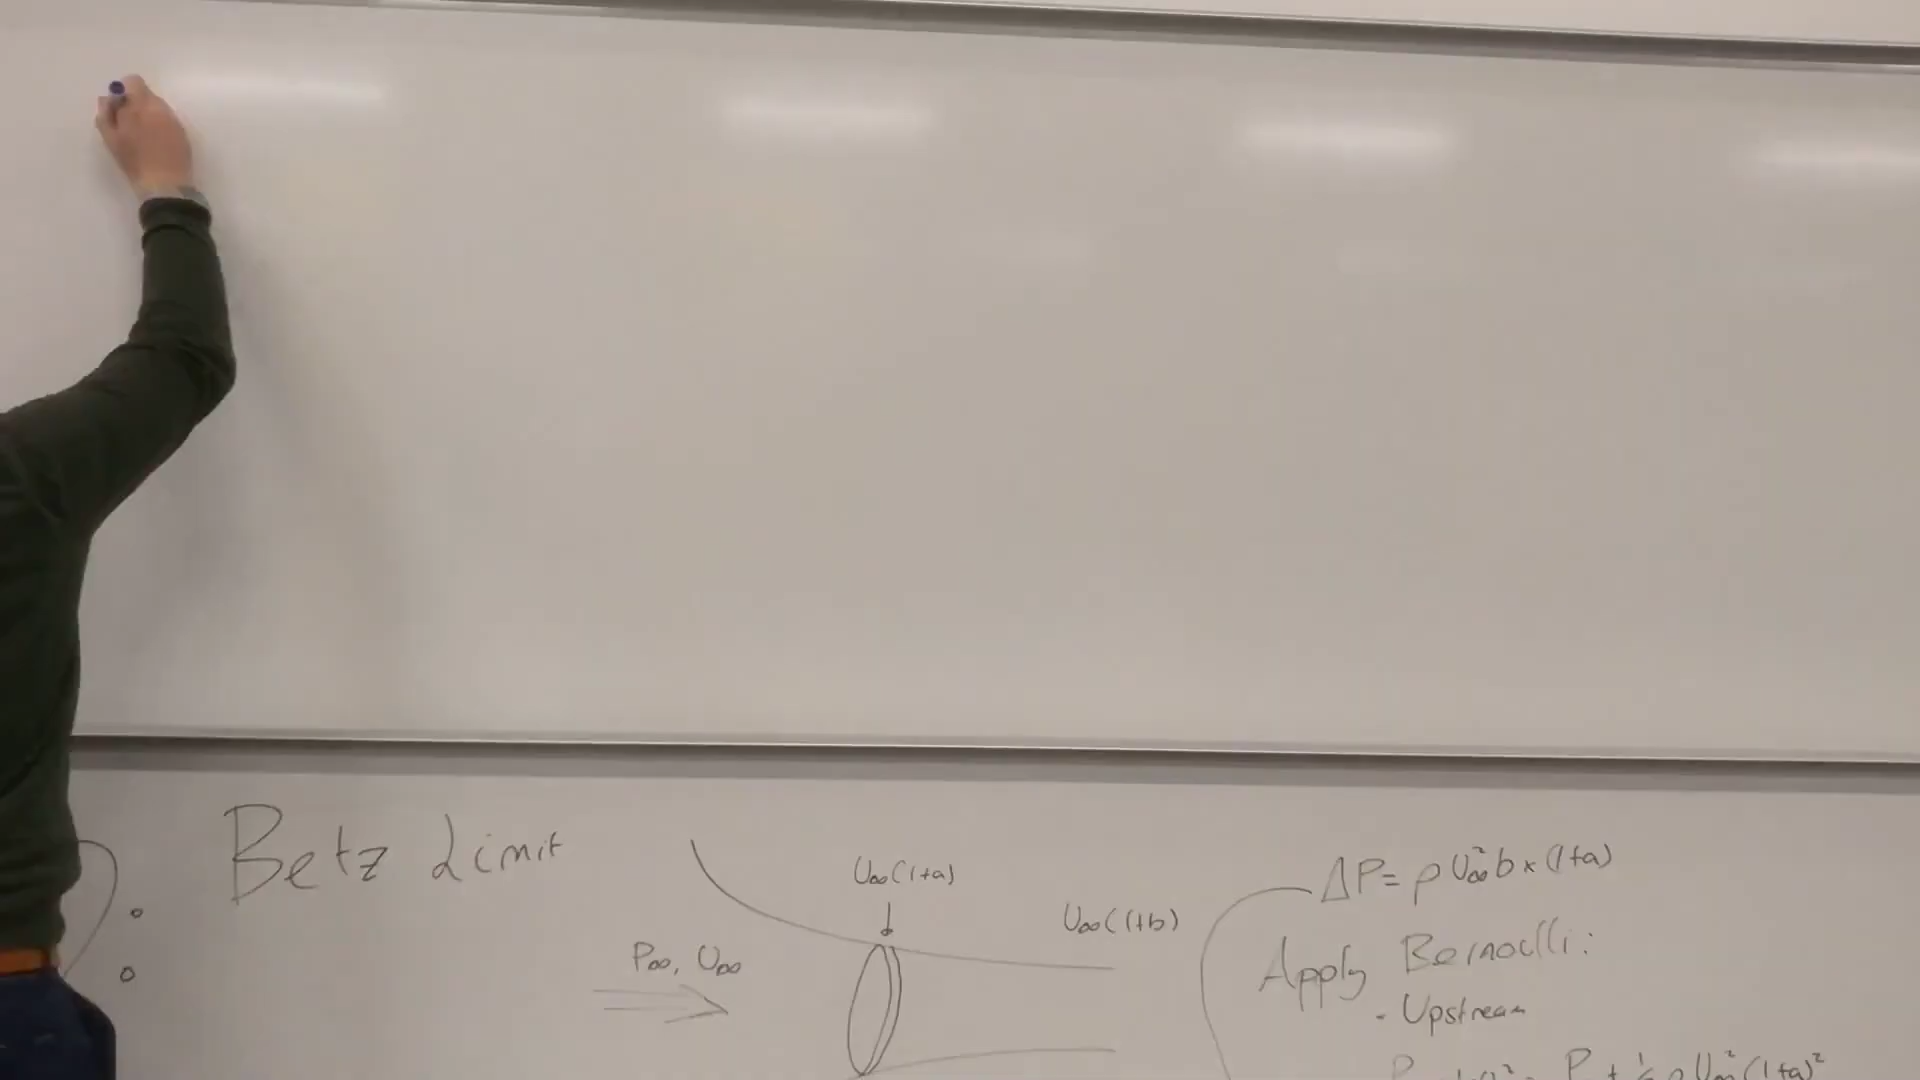 Betz Limit
U∞(1+a)
U∞(1+b)
P∞, U∞
ΔP = ρU∞²b×(1+a)
Apply Bernoulli:
- Upstream